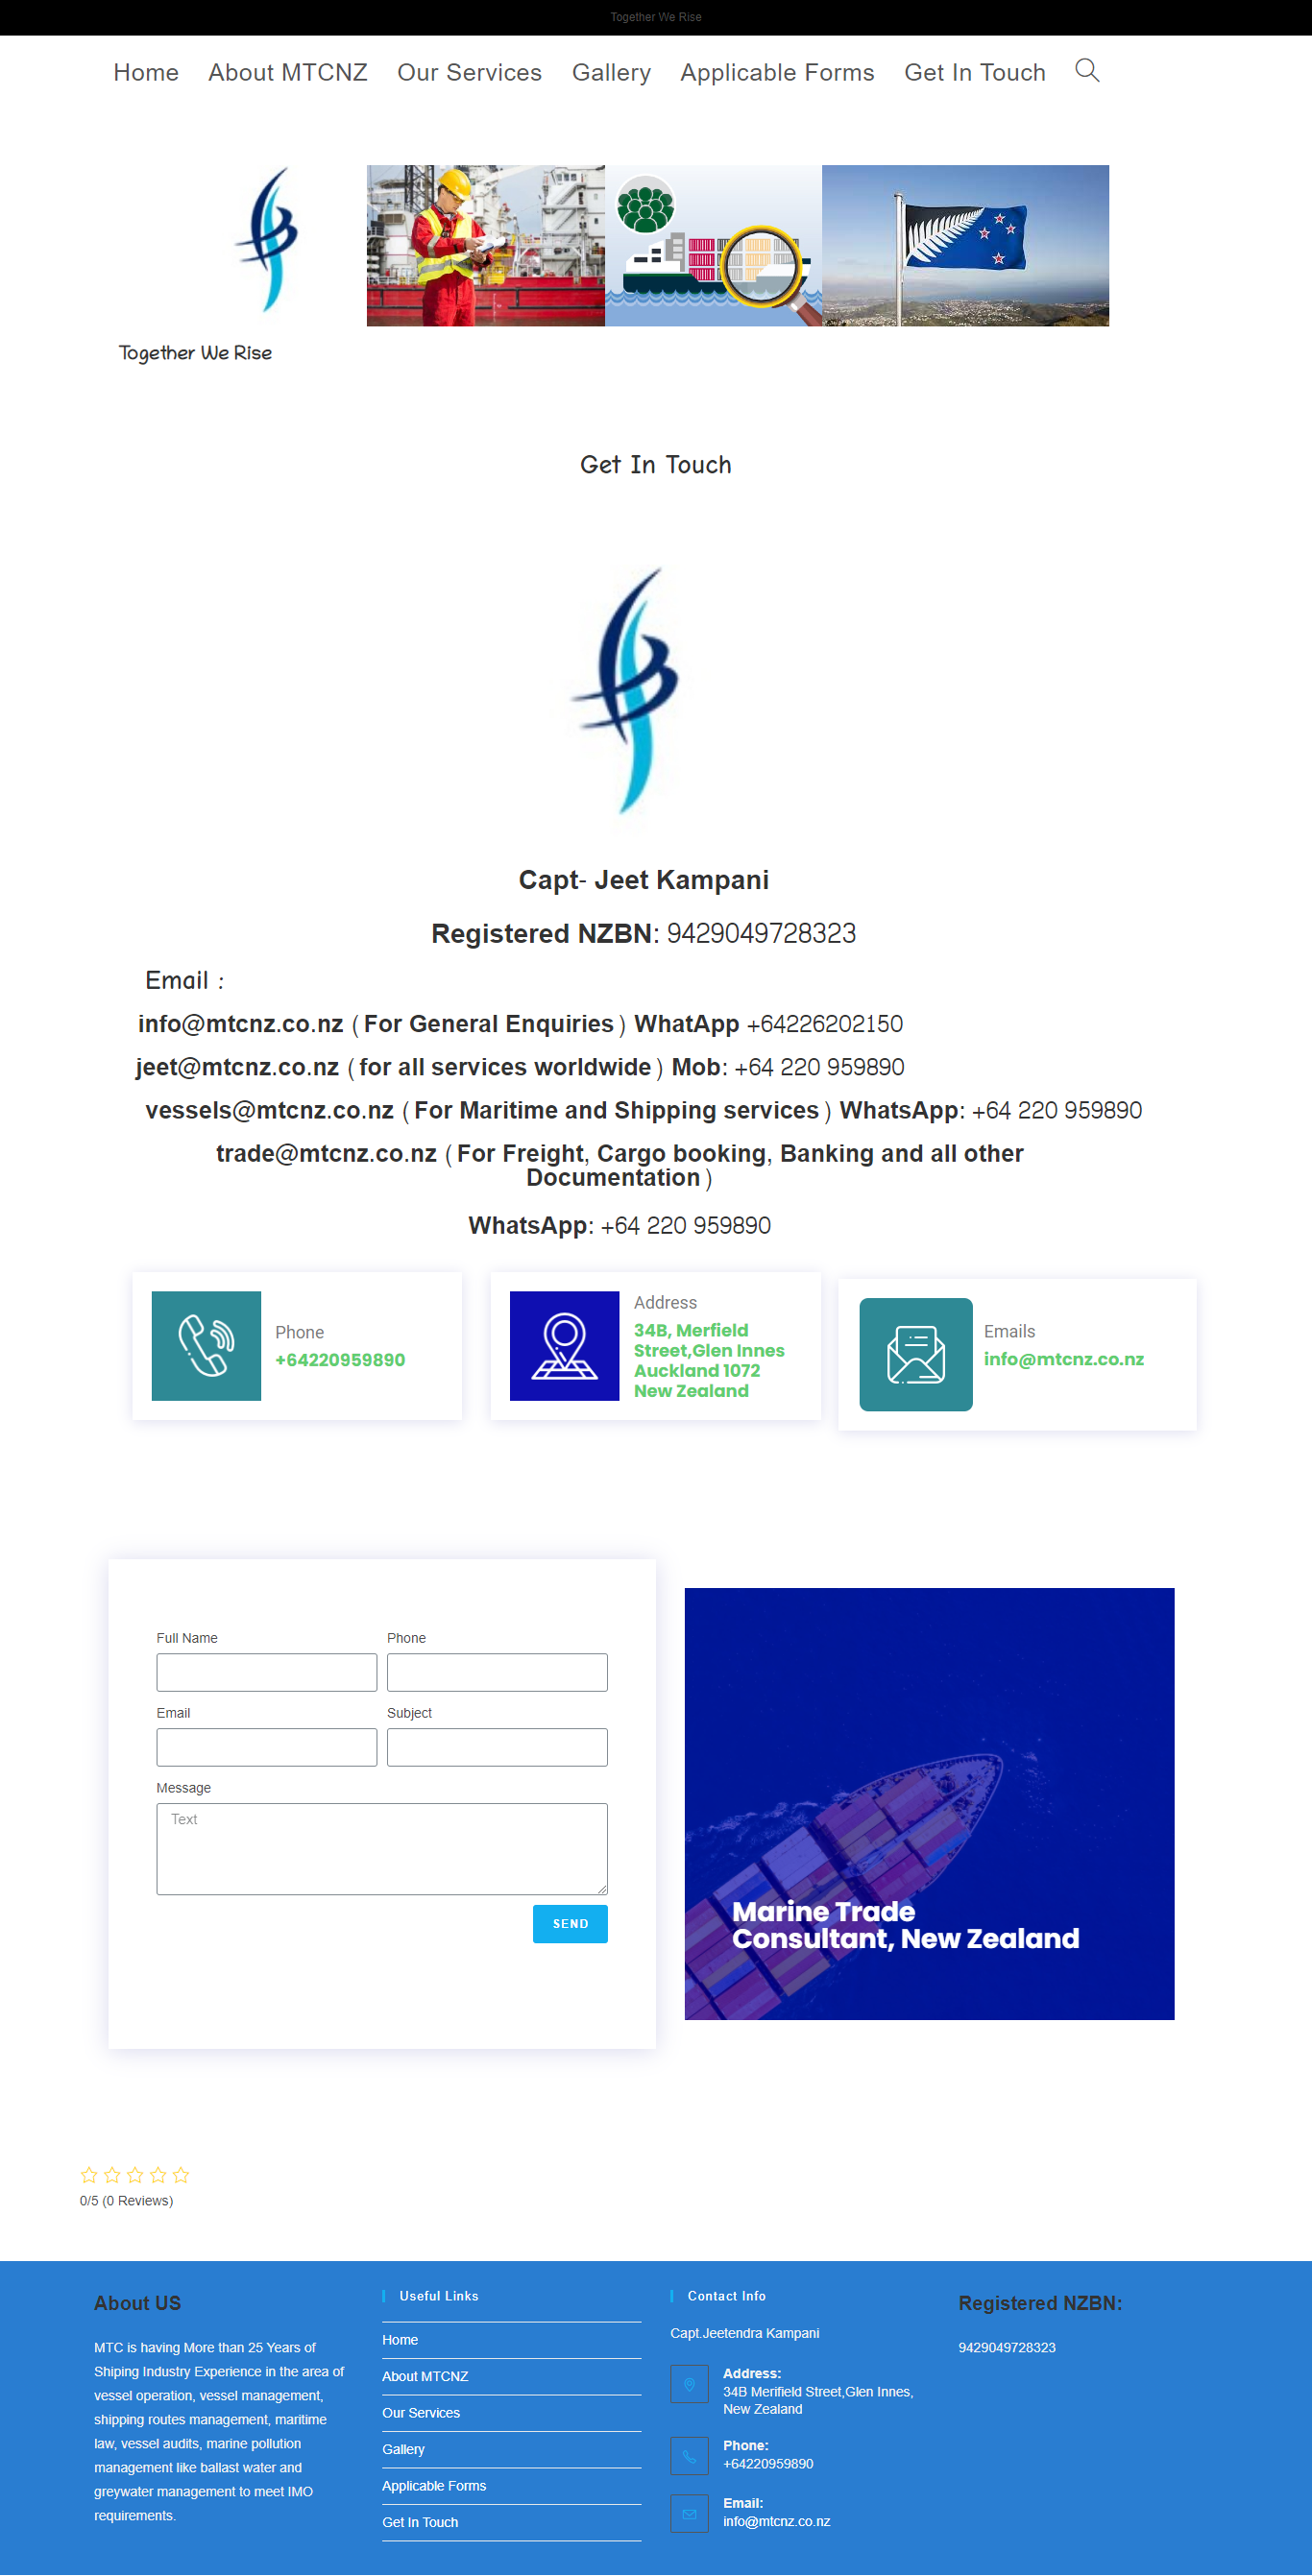 Together We Rise
Home About MTCNZ Our Services Gallery Applicable Forms Get In Touch
Together We Rise
Get In Touch
Capt- Jeet Kampani
Registered NZBN: 9429049728323
Email :
info@mtcnz.co.nz (For General Enquiries) WhatApp +64226202150
jeet@mtcnz.co.nz (for all services worldwide) Mob: +64 220 959890
vessels@mtcnz.co.nz (For Maritime and Shipping services) WhatsApp: +64 220 959890
trade@mtcnz.co.nz (For Freight, Cargo booking, Banking and all other
Documentation)
WhatsApp: +64 220 959890
Phone
+64220959890
Address
34B, Merfield
Street,Glen Innes
Auckland 1072
New Zealand
Emails
info@mtcnz.co.nz
Full Name Phone
Email Subject
Message
Text
SEND
Marine Trade
Consultant, New Zealand
0/5 (0 Reviews)
About US
MTC is having More than 25 Years of
Shiping Industry Experience in the area of
vessel operation, vessel management,
shipping routes management, maritime
law, vessel audits, marine pollution
management like ballast water and
greywater management to meet IMO
requirements.
Useful Links
Home
About MTCNZ
Our Services
Gallery
Applicable Forms
Get In Touch
Contact Info
Capt.Jeetendra Kampani
Address:
34B Merifield Street,Glen Innes,
New Zealand
Phone:
+64220959890
Email:
info@mtcnz.co.nz
Registered NZBN:
9429049728323